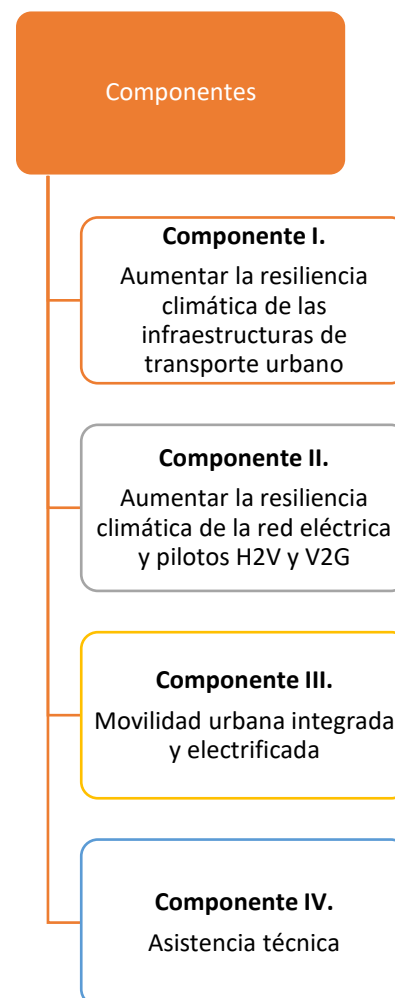 Componentes
Componente I.
Aumentar la resiliencia
climática de las
infraestructuras de
transporte urbano
Componente II.
Aumentar la resiliencia
climática de la red eléctrica
y pilotos H2V y V2G
Componente III.
Movilidad urbana integrada
y electrificada
Componente IV.
Asistencia técnica